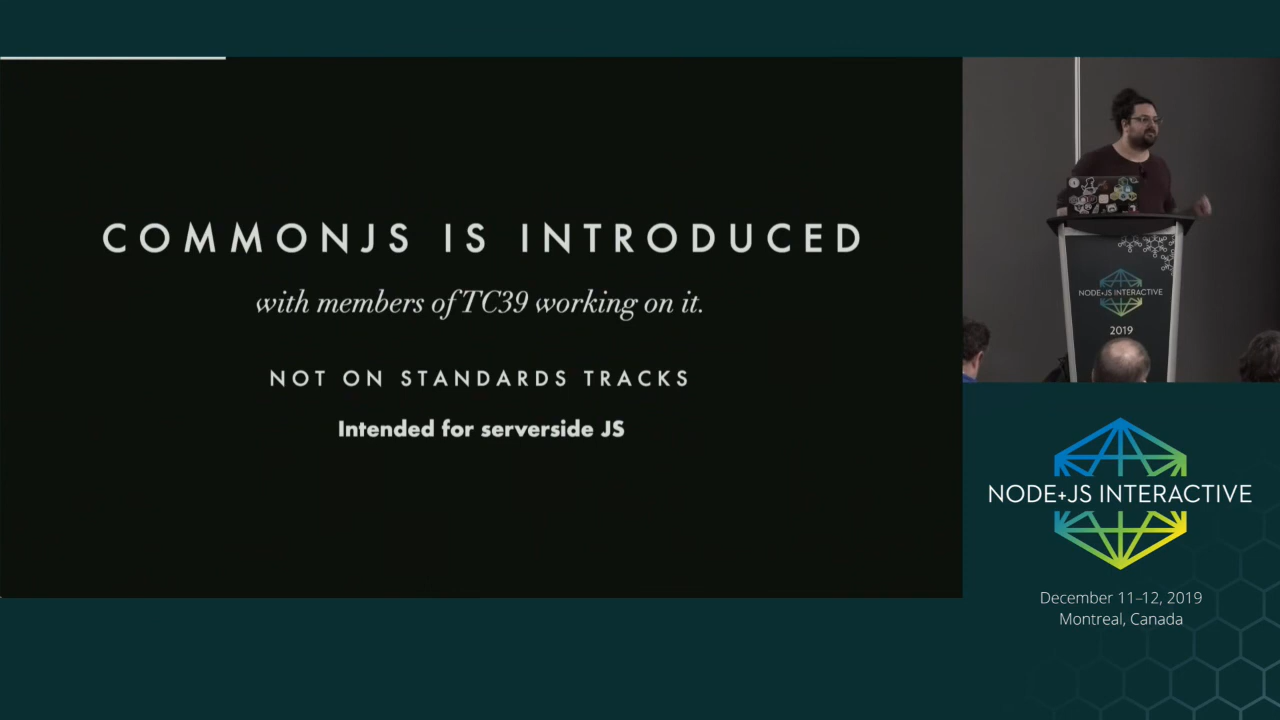 COMMONJS IS INTRODUCED
with members of TC39 working on it.
NOT ON STANDARDS TRACKS
Intended for serverside JS
NODE+JS INTERACTIVE
2019
NODE+JS INTERACTIVE
December 11–12, 2019
Montreal, Canada